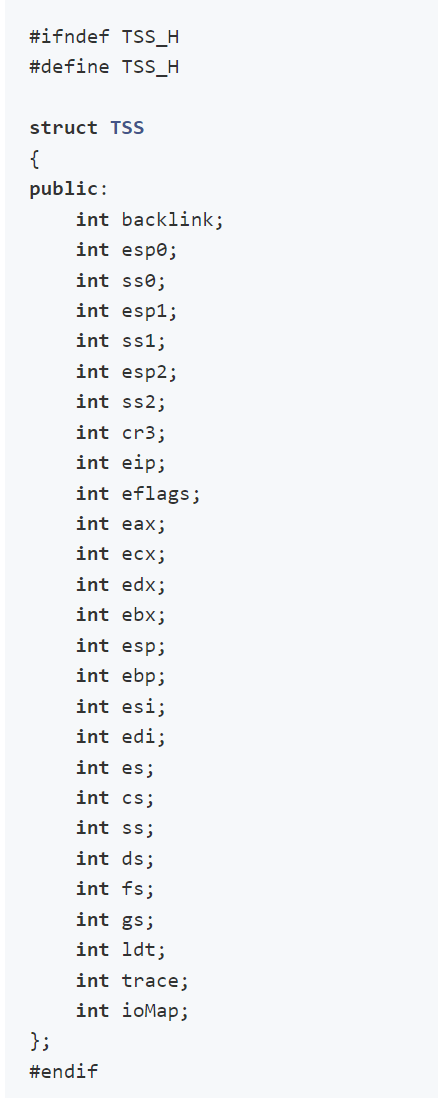 #ifndef TSS_H
#define TSS_H

struct TSS
{
public:
    int backlink;
    int esp0;
    int ss0;
    int esp1;
    int ss1;
    int esp2;
    int ss2;
    int cr3;
    int eip;
    int eflags;
    int eax;
    int ecx;
    int edx;
    int ebx;
    int esp;
    int ebp;
    int esi;
    int edi;
    int es;
    int cs;
    int ss;
    int ds;
    int fs;
    int gs;
    int ldt;
    int trace;
    int ioMap;
};
#endif